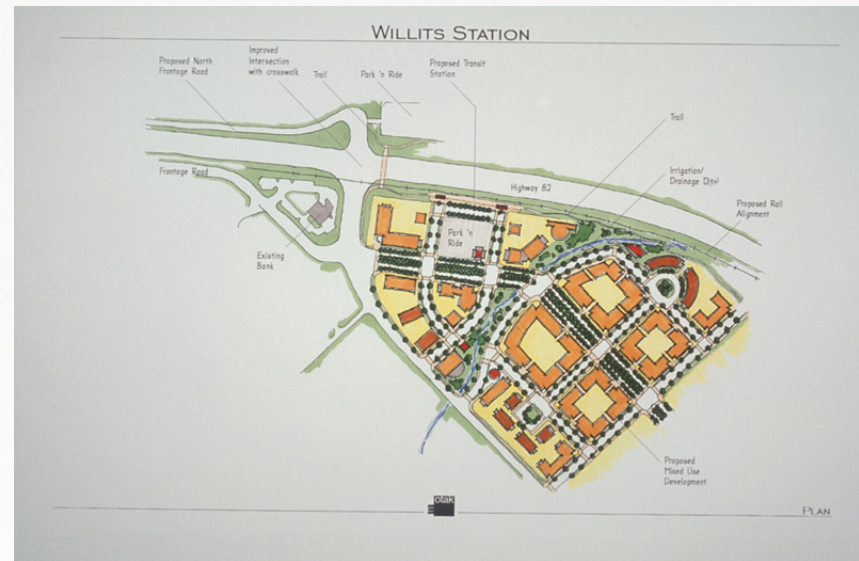 WILLITS STATION
Proposed North
Frontage Road
Improved
Intersection
with crosswalk
Trail
Park 'n Ride
Proposed Transit
Station
Trail
Irrigation/
Drainage Ditch
Proposed Rail
Alignment
Highway 82
Frontage Road
Park 'n
Ride
Existing
Bank
Proposed
Mixed Use
Development
otak
PLAN